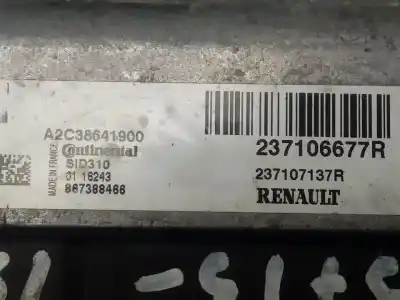 A2C38641900
Continental
SID310
01 16243
867388466
MADE IN FRANCE
237106677R
237107137R
RENAULT